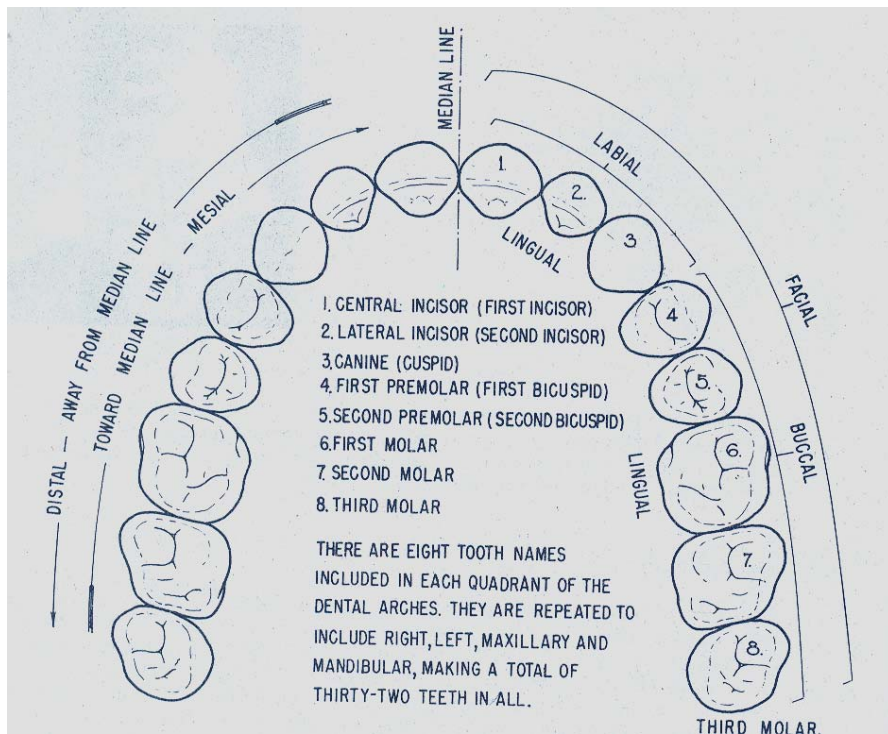 MEDIAN LINE
LABIAL
FACIAL
BUCCAL
LINGUAL
LINGUAL
MESIAL
TOWARD MEDIAN LINE
DISTAL — AWAY FROM MEDIAN LINE
1.
2.
3
4
5.
6.
7.
8.
1. CENTRAL INCISOR (FIRST INCISOR)
2. LATERAL INCISOR (SECOND INCISOR)
3. CANINE (CUSPID)
4. FIRST PREMOLAR (FIRST BICUSPID)
5. SECOND PREMOLAR (SECOND BICUSPID)
6. FIRST MOLAR
7. SECOND MOLAR
8. THIRD MOLAR
THERE ARE EIGHT TOOTH NAMES
INCLUDED IN EACH QUADRANT OF THE
DENTAL ARCHES. THEY ARE REPEATED TO
INCLUDE RIGHT, LEFT, MAXILLARY AND
MANDIBULAR, MAKING A TOTAL OF
THIRTY-TWO TEETH IN ALL.
THIRD MOLAR.